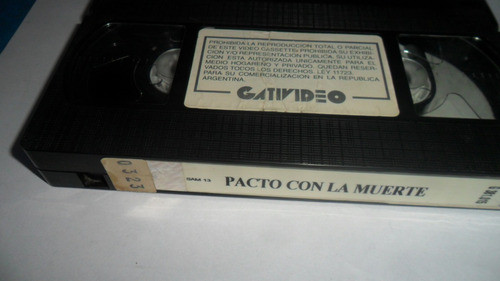 PROHIBIDA LA REPRODUCCION TOTAL O PARCIAL
DE ESTE VIDEO CASSETTE, SU EXHIBI-
CION Y/O REPRESENTACION PUBLICA. SU UTILIZA-
CION ESTA AUTORIZADA UNICAMENTE PARA EL
MEDIO HOGAREÑO Y PRIVADO. QUEDAN RESER-
VADOS TODOS LOS DERECHOS. LEY 11723.
PARA SU COMERCIALIZACION EN LA REPUBLICA
ARGENTINA.
GATIVIDEO
0323
PACTO CON LA MUERTE